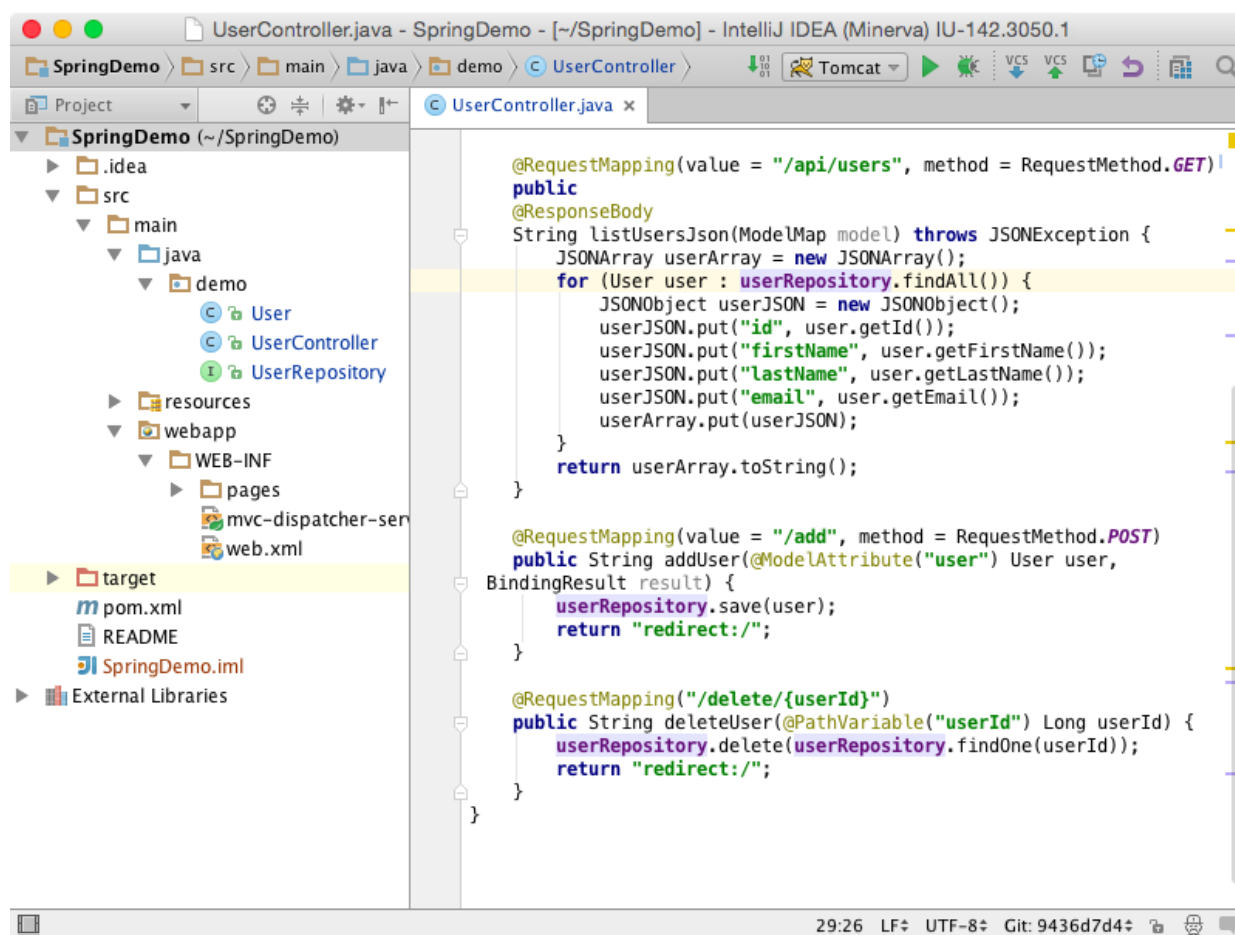 UserController.java - SpringDemo - [~/SpringDemo] - IntelliJ IDEA (Minerva) IU-142.3050.1
SpringDemo src main java demo UserController Tomcat VCS VCS
Project
UserController.java
SpringDemo (~/SpringDemo)
.idea
src
main
java
demo
User
UserController
UserRepository
resources
webapp
WEB-INF
pages
mvc-dispatcher-serv
web.xml
target
pom.xml
README
SpringDemo.iml
External Libraries
@RequestMapping(value = "/api/users", method = RequestMethod.GET)
public
@ResponseBody
String listUsersJson(ModelMap model) throws JSONException {
JSONArray userArray = new JSONArray();
for (User user : userRepository.findAll()) {
JSONObject userJSON = new JSONObject();
userJSON.put("id", user.getId());
userJSON.put("firstName", user.getFirstName());
userJSON.put("lastName", user.getLastName());
userJSON.put("email", user.getEmail());
userArray.put(userJSON);
}
return userArray.toString();
}
@RequestMapping(value = "/add", method = RequestMethod.POST)
public String addUser(@ModelAttribute("user") User user,
BindingResult result) {
userRepository.save(user);
return "redirect:/";
}
@RequestMapping("/delete/{userId}")
public String deleteUser(@PathVariable("userId") Long userId) {
userRepository.delete(userRepository.findOne(userId));
return "redirect:/";
}
}
29:26 LF UTF-8 Git: 9436d7d4